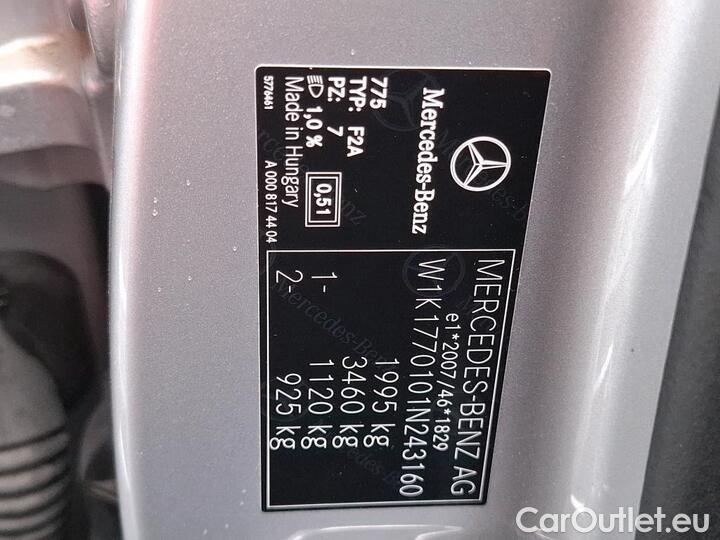 Mercedes-Benz
775
TYP: F2A
PZ: 7
1,0 %
0,51
Made in Hungary
5776461
A 000 817 44 04
MERCEDES-BENZ AG
e1*2007/46*1829
W1K1770101N243160
1995 kg
3460 kg
1- 1120 kg
2- 925 kg
CarOutlet.eu